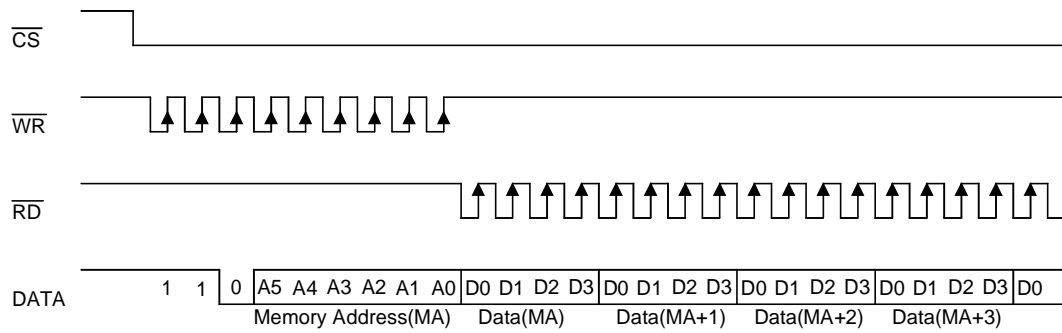 CS
WR
RD
DATA 1 1 0 A5 A4 A3 A2 A1 A0 D0 D1 D2 D3 D0 D1 D2 D3 D0 D1 D2 D3 D0 D1 D2 D3 D0
Memory Address(MA) Data(MA) Data(MA+1) Data(MA+2) Data(MA+3)